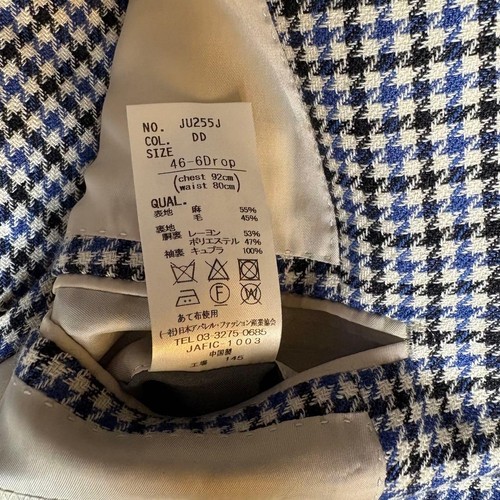 NO. JU255J
COL. DD
SIZE
46-6Drop
(chest 92cm
waist 80cm)
QUAL.
表地 麻 55%
毛 45%
裏地
胴裏 レーヨン 53%
ポリエステル 47%
袖裏 キュプラ 100%
F W
あて布使用
(一社)日本アパレル・ファッション産業協会
TEL 03-3275-0685
JAFIC-1003
中国製
工場 145